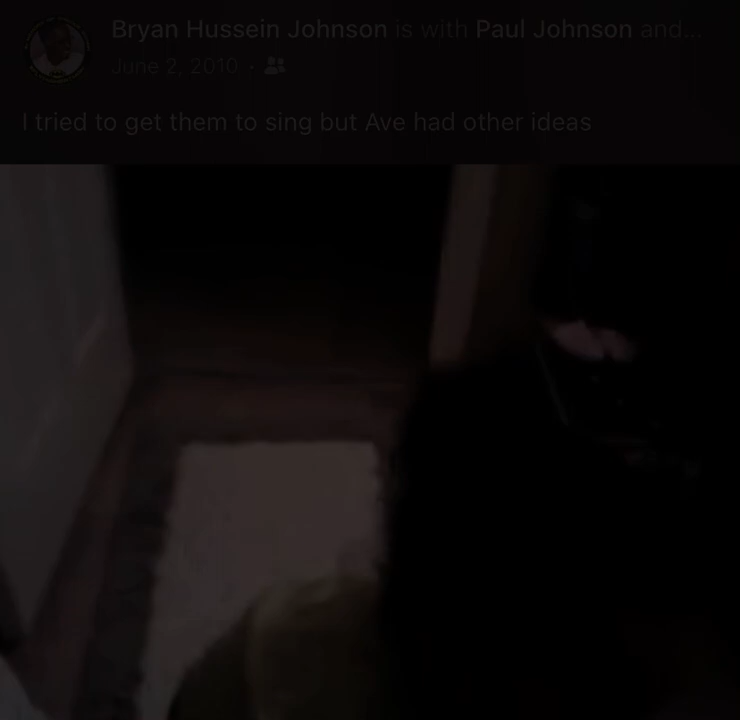 Bryan Hussein Johnson is with Paul Johnson and...
June 2, 2010 ·
I tried to get them to sing but Ave had other ideas